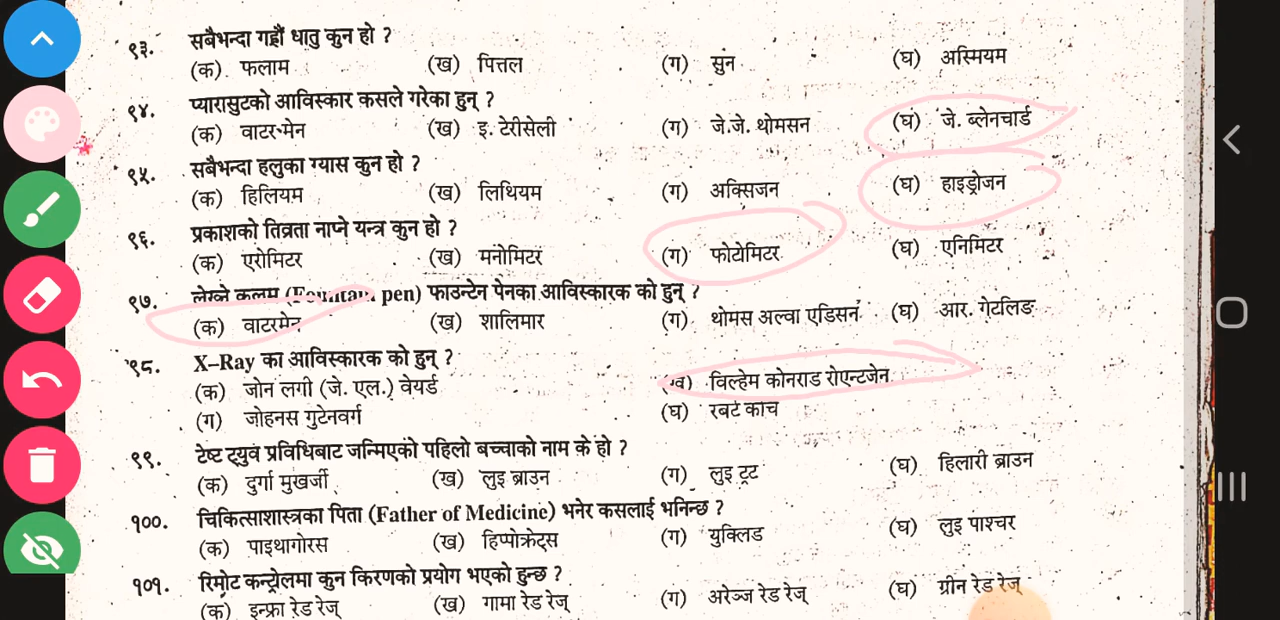 ९३. सबैभन्दा गह्रौं धातु कुन हो ?
(क) फलाम (ख) पित्तल (ग) सुन (घ) अस्मियम
९४. प्यारासुटको आविस्कार कसले गरेका हुन् ?
(क) वाटरमेन (ख) इ. टेरीसेली (ग) जे.जे. थोमसन (घ) जे. ब्लेनचार्ड
९५. सबैभन्दा हलुका ग्यास कुन हो ?
(क) हिलियम (ख) लिथियम (ग) अक्सिजन (घ) हाइड्रोजन
९६. प्रकाशको तिव्रता नाप्ने यन्त्र कुन हो ?
(क) एरोमिटर (ख) मनोमिटर (ग) फोटोमिटर (घ) एनिमिटर
९७. लेख्ने कलम (Fountain pen) फाउन्टेन पेनका आविस्कारक को हुन् ?
(क) वाटरमेन (ख) शालिमार (ग) थोमस अल्वा एडिसन (घ) आर. गेटलिङ
९८. X–Ray का आविस्कारक को हुन् ?
(क) जोन लगी (जे. एल.) वेयर्ड (ख) विल्हेम कोनराड रोएन्टजेन
(ग) जोहनस गुटेनवर्ग (घ) रबर्ट कोच
९९. टेष्ट ट्युव प्रविधिबाट जन्मिएको पहिलो बच्चाको नाम के हो ?
(क) दुर्गा मुखर्जी (ख) लुइ ब्राउन (ग) लुइ ट्रट (घ) हिलारी ब्राउन
१००. चिकित्साशास्त्रका पिता (Father of Medicine) भनेर कसलाई भनिन्छ ?
(क) पाइथागोरस (ख) हिप्पोक्रेट्स (ग) युक्लिड (घ) लुइ पाश्चर
१०१. रिमोट कन्ट्रोलमा कुन किरणको प्रयोग भएको हुन्छ ?
(क) इन्फ्रा रेड रेज् (ख) गामा रेड रेज् (ग) अरेञ्ज रेड रेज् (घ) ग्रीन रेड रेज्